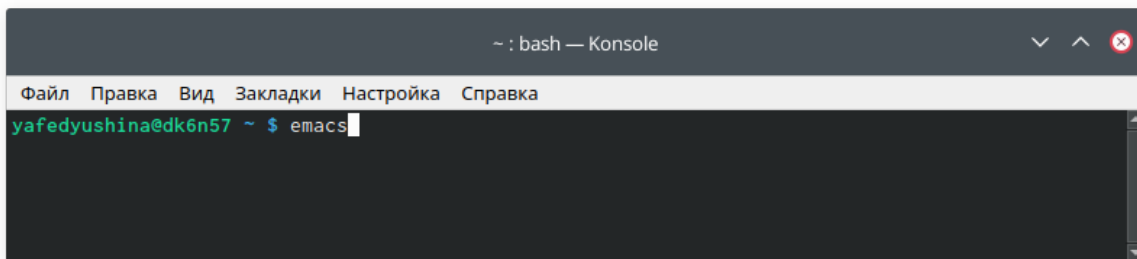 ~ : bash — Konsole
Файл Правка Вид Закладки Настройка Справка
yafedyushina@dk6n57 ~ $ emacs